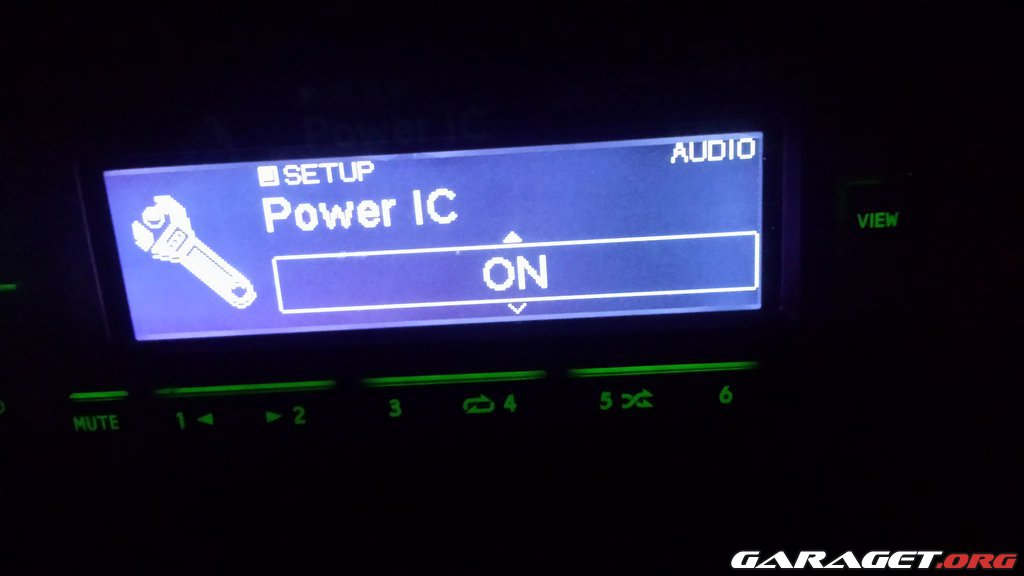 AUDIO
SETUP
Power IC
ON
VIEW
MUTE 1 2 3 4 5 6
GARAGET.ORG